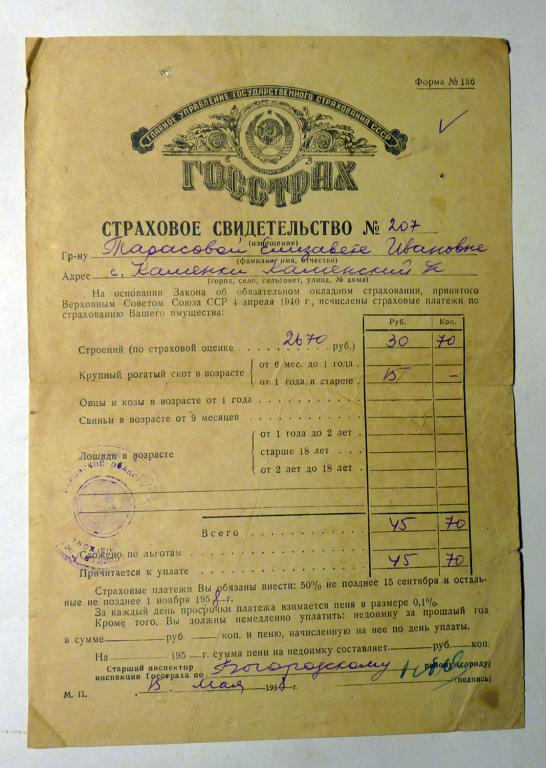 Форма № 136
ГЛАВНОЕ УПРАВЛЕНИЕ ГОСУДАРСТВЕННОГО СТРАХОВАНИЯ СССР
ГОССТРАХ
СТРАХОВОЕ СВИДЕТЕЛЬСТВО № 207
(извещение)
Гр-ну Тарасовой Елизавете Ивановне
(фамилия, имя, отчество)
Адрес с. Каменки Каменский
(город, село, сельсовет, улица, № дома)
На основании Закона об обязательном окладном страховании, принятого
Верховным Советом Союза ССР 4 апреля 1940 г., исчислены страховые платежи по
страхованию Вашего имущества:
Руб. Коп.
Строений (по страховой оценке 2670 руб.) 30 70
Крупный рогатый скот в возрасте
от 6 мес. до 1 года
от 1 года и старше 15 —
Овцы и козы в возрасте от 1 года
Свиньи в возрасте от 9 месяцев
Лошади в возрасте
от 1 года до 2 лет
старше 18 лет
от 2 лет до 18 лет
Всего 45 70
Сложено по льготам
Причитается к уплате 45 70
Страховые платежи Вы обязаны внести: 50% не позднее 15 сентября и осталь-
ные не позднее 1 ноября 1958 г.
За каждый день просрочки платежа взимается пеня в размере 0,1%.
Кроме того, Вы должны немедленно уплатить: недоимку за прошлый год
в сумме — руб. — коп. и пеню, начисленную на нее по день уплаты.
На — 195 — г. сумма пени на недоимку составляет — руб. — коп.
Старший инспектор
инспекции Госстраха по Богородскому району (городу)
М. П. 15 мая 1958 г. (подпись)